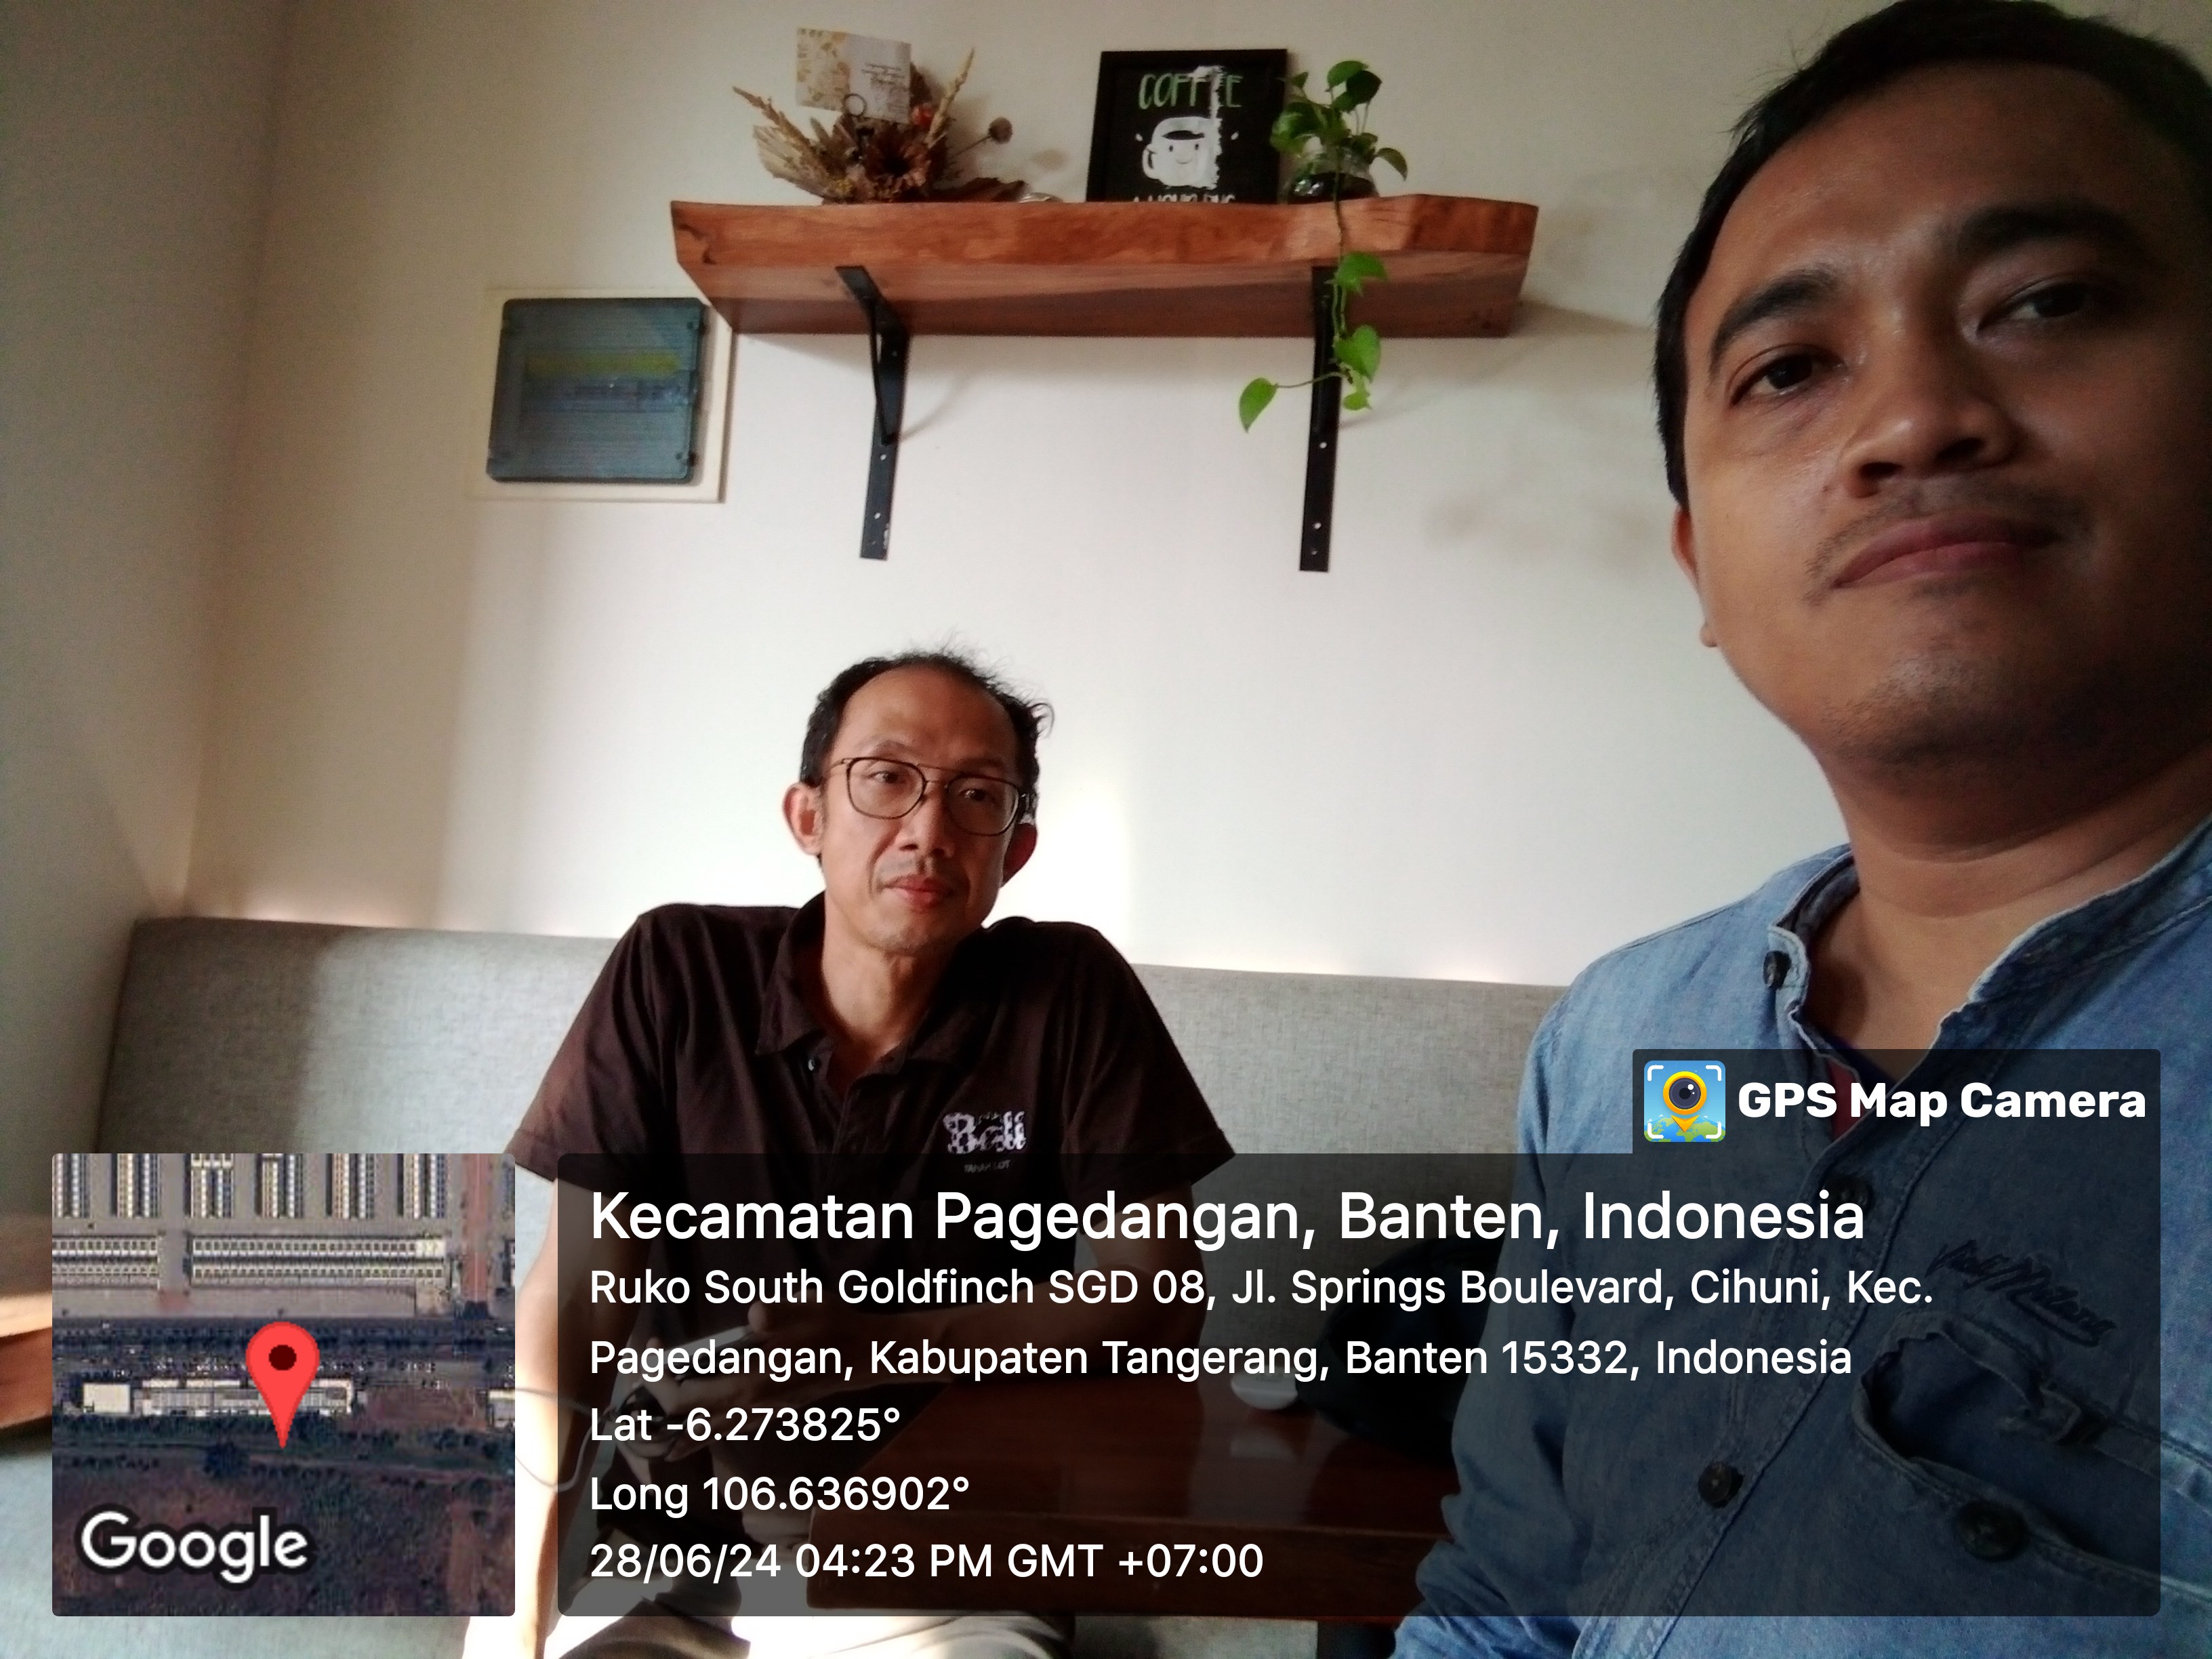 COFFEE
Bali
TANAH LOT
GPS Map Camera
Kecamatan Pagedangan, Banten, Indonesia
Ruko South Goldfinch SGD 08, Jl. Springs Boulevard, Cihuni, Kec.
Pagedangan, Kabupaten Tangerang, Banten 15332, Indonesia
Lat -6.273825°
Long 106.636902°
28/06/24 04:23 PM GMT +07:00
Google